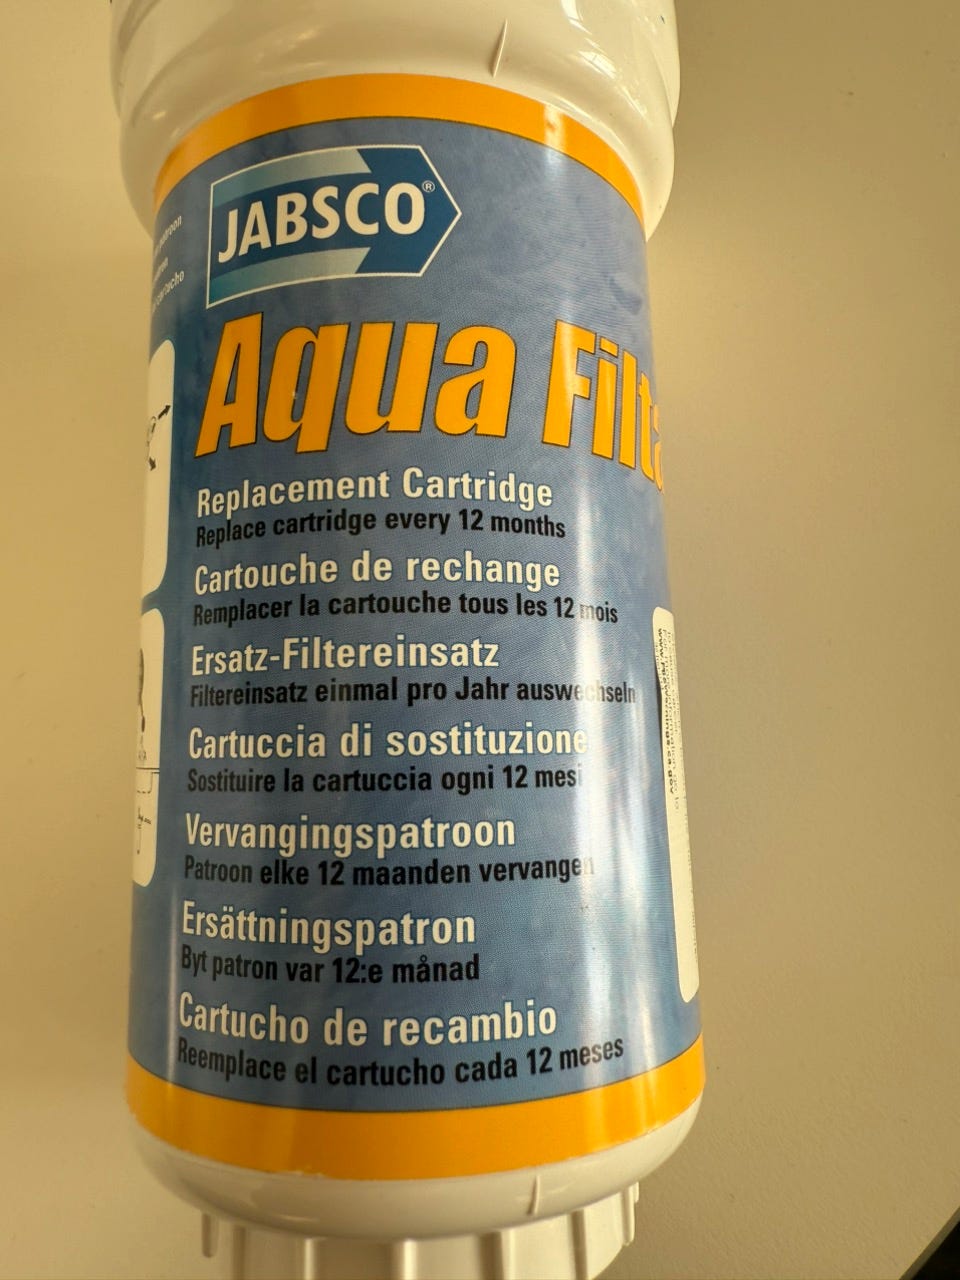 JABSCO®
Aqua Filta
Replacement Cartridge
Replace cartridge every 12 months
Cartouche de rechange
Remplacer la cartouche tous les 12 mois
Ersatz-Filtereinsatz
Filtereinsatz einmal pro Jahr auswechseln
Cartuccia di sostituzione
Sostituire la cartuccia ogni 12 mesi
Vervangingspatroon
Patroon elke 12 maanden vervangen
Ersättningspatron
Byt patron var 12:e månad
Cartucho de recambio
Reemplace el cartucho cada 12 meses
cartucho